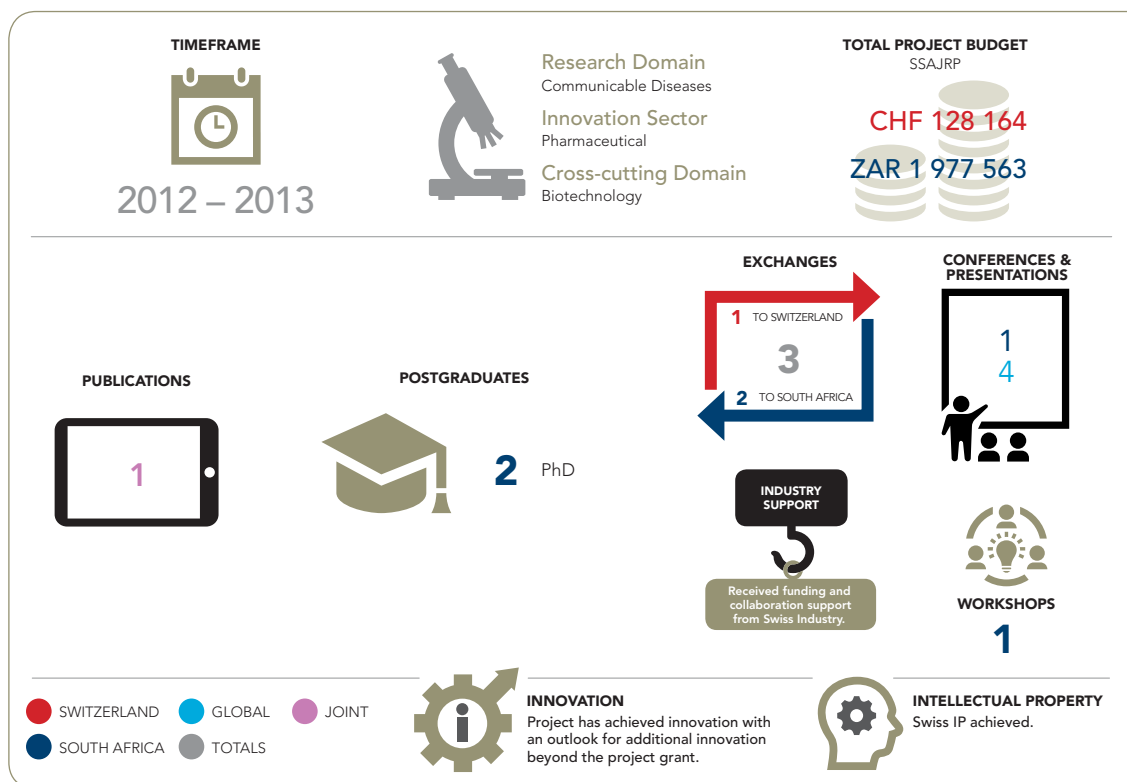 TIMEFRAME
2012 – 2013
Research Domain
Communicable Diseases
Innovation Sector
Pharmaceutical
Cross-cutting Domain
Biotechnology
TOTAL PROJECT BUDGET
SSAJRP
CHF 128 164
ZAR 1 977 563
PUBLICATIONS
1
POSTGRADUATES
2 PhD
EXCHANGES
1 TO SWITZERLAND
3
2 TO SOUTH AFRICA
CONFERENCES &
PRESENTATIONS
1
4
INDUSTRY
SUPPORT
Received funding and
collaboration support
from Swiss Industry.
WORKSHOPS
1
SWITZERLAND GLOBAL JOINT
SOUTH AFRICA TOTALS
i
INNOVATION
Project has achieved innovation with
an outlook for additional innovation
beyond the project grant.
INTELLECTUAL PROPERTY
Swiss IP achieved.